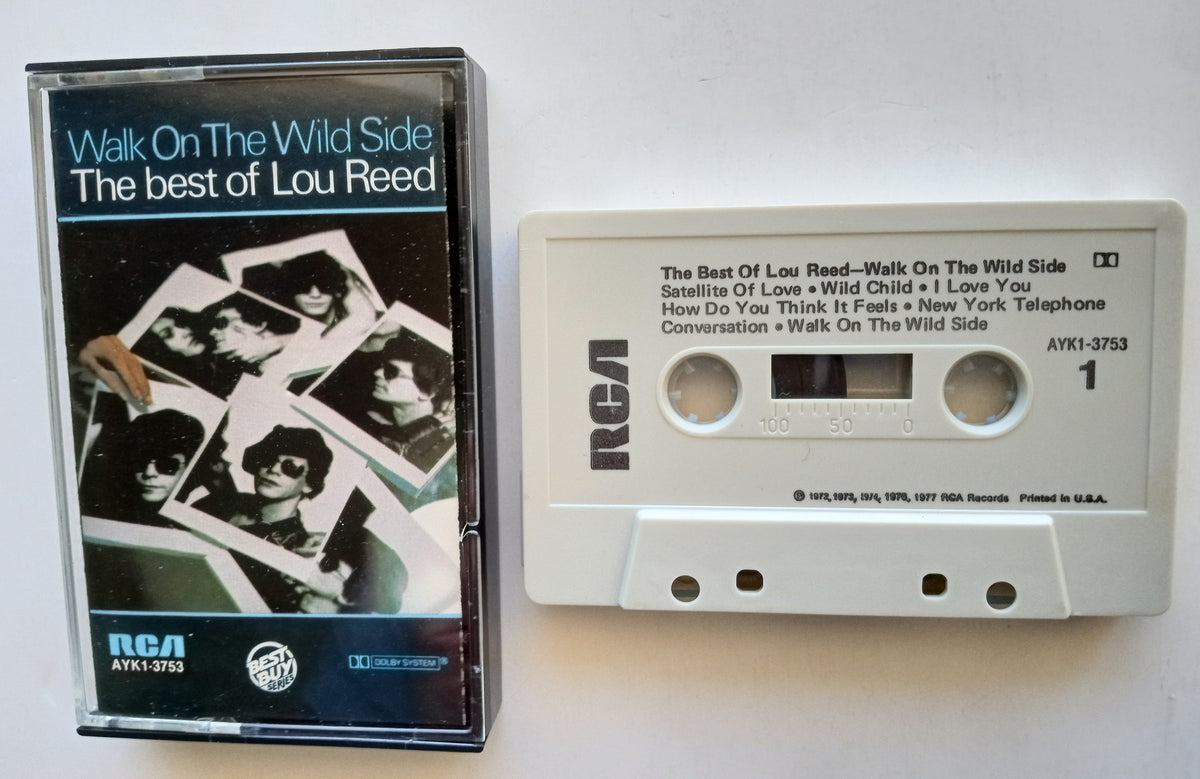 Walk On The Wild Side
The best of Lou Reed
RCA
AYK1-3753
BEST
BUY
SERIES
DOLBY SYSTEM®
The Best Of Lou Reed—Walk On The Wild Side
Satellite Of Love • Wild Child • I Love You
How Do You Think It Feels • New York Telephone
Conversation • Walk On The Wild Side
AYK1-3753
1
RCA
100 50 0
℗ 1972, 1973, 1974, 1976, 1977 RCA Records Printed in U.S.A.